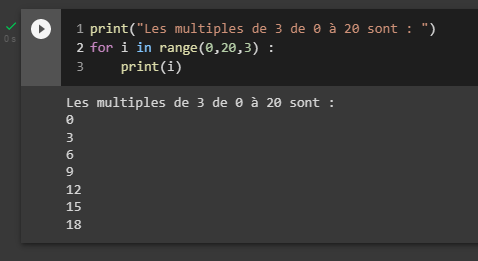 1 print("Les multiples de 3 de 0 à 20 sont : ")
2 for i in range(0,20,3) :
3     print(i)
0 s
Les multiples de 3 de 0 à 20 sont :
0
3
6
9
12
15
18